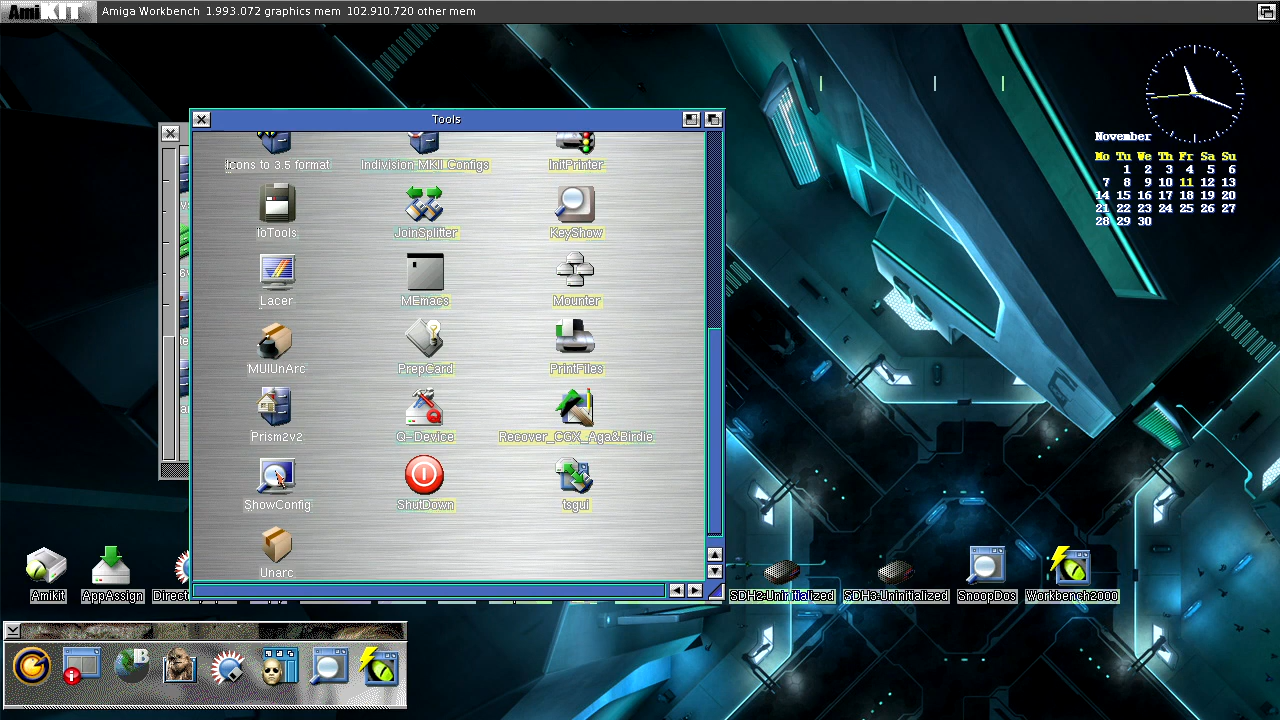 AmiKIT Amiga Workbench 1.993.072 graphics mem 102.910.720 other mem
Tools
Icons to 3.5 format Indivision-MKII Configs InitPrinter
IoTools JoinSplitter KeyShow
Lacer MEmacs Mounter
MUIUnArc PrepCard PrintFiles
Prism2v2 Q-Device Recover_CGX_Aga&Birdie
ShowConfig ShutDown tsgui
Unarc
November
Mo Tu We Th Fr Sa Su
1 2 3 4 5 6
7 8 9 10 11 12 13
14 15 16 17 18 19 20
21 22 23 24 25 26 27
28 29 30
Amikit AppAssign Direct SDH2-Uninitialized SDH3-Uninitialized SnoopDos Workbench2000